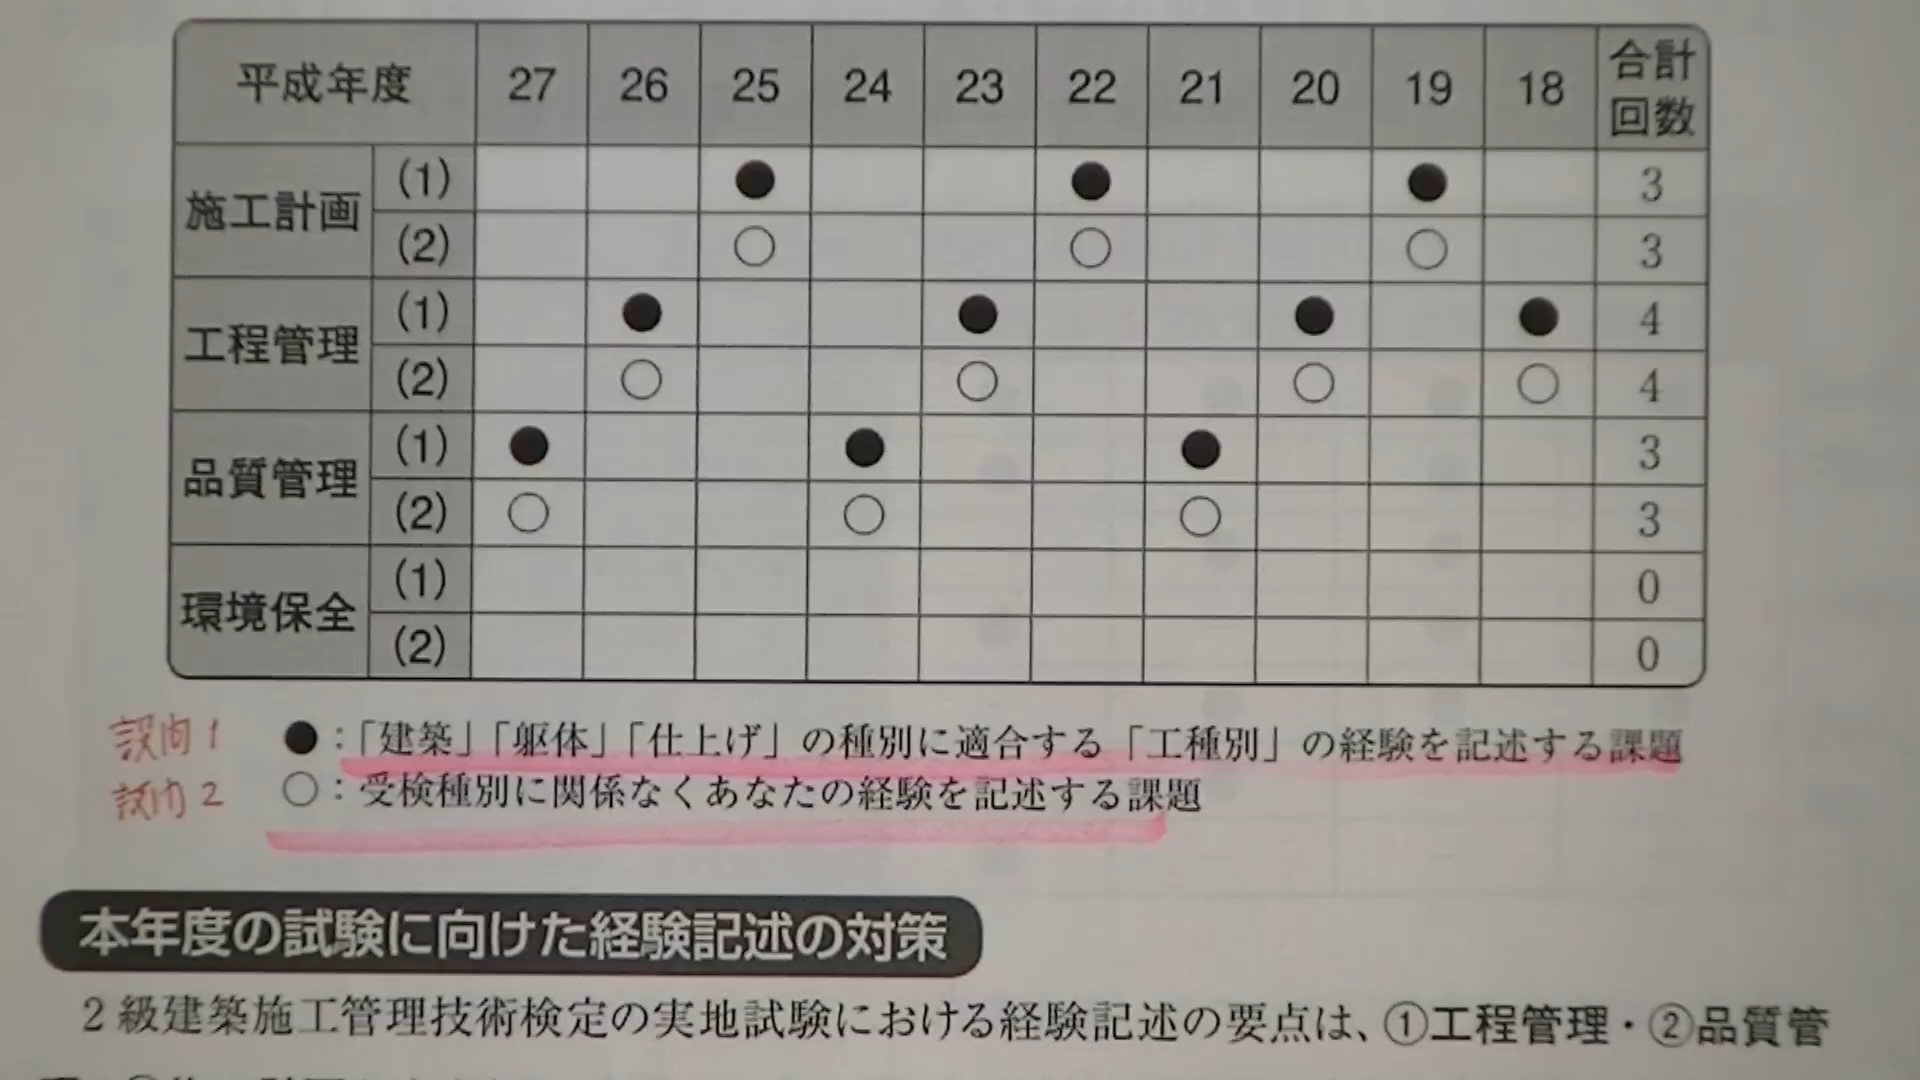 平成年度 27 26 25 24 23 22 21 20 19 18 合計回数
施工計画 (1) ● ● ● 3
(2) ○ ○ ○ 3
工程管理 (1) ● ● ● ● 4
(2) ○ ○ ○ ○ 4
品質管理 (1) ● ● ● 3
(2) ○ ○ ○ 3
環境保全 (1) 0
(2) 0
設問1 ●:「建築」「躯体」「仕上げ」の種別に適合する「工種別」の経験を記述する課題
設問2 ○:受検種別に関係なくあなたの経験を記述する課題
本年度の試験に向けた経験記述の対策
2級建築施工管理技術検定の実地試験における経験記述の要点は、①工程管理・②品質管